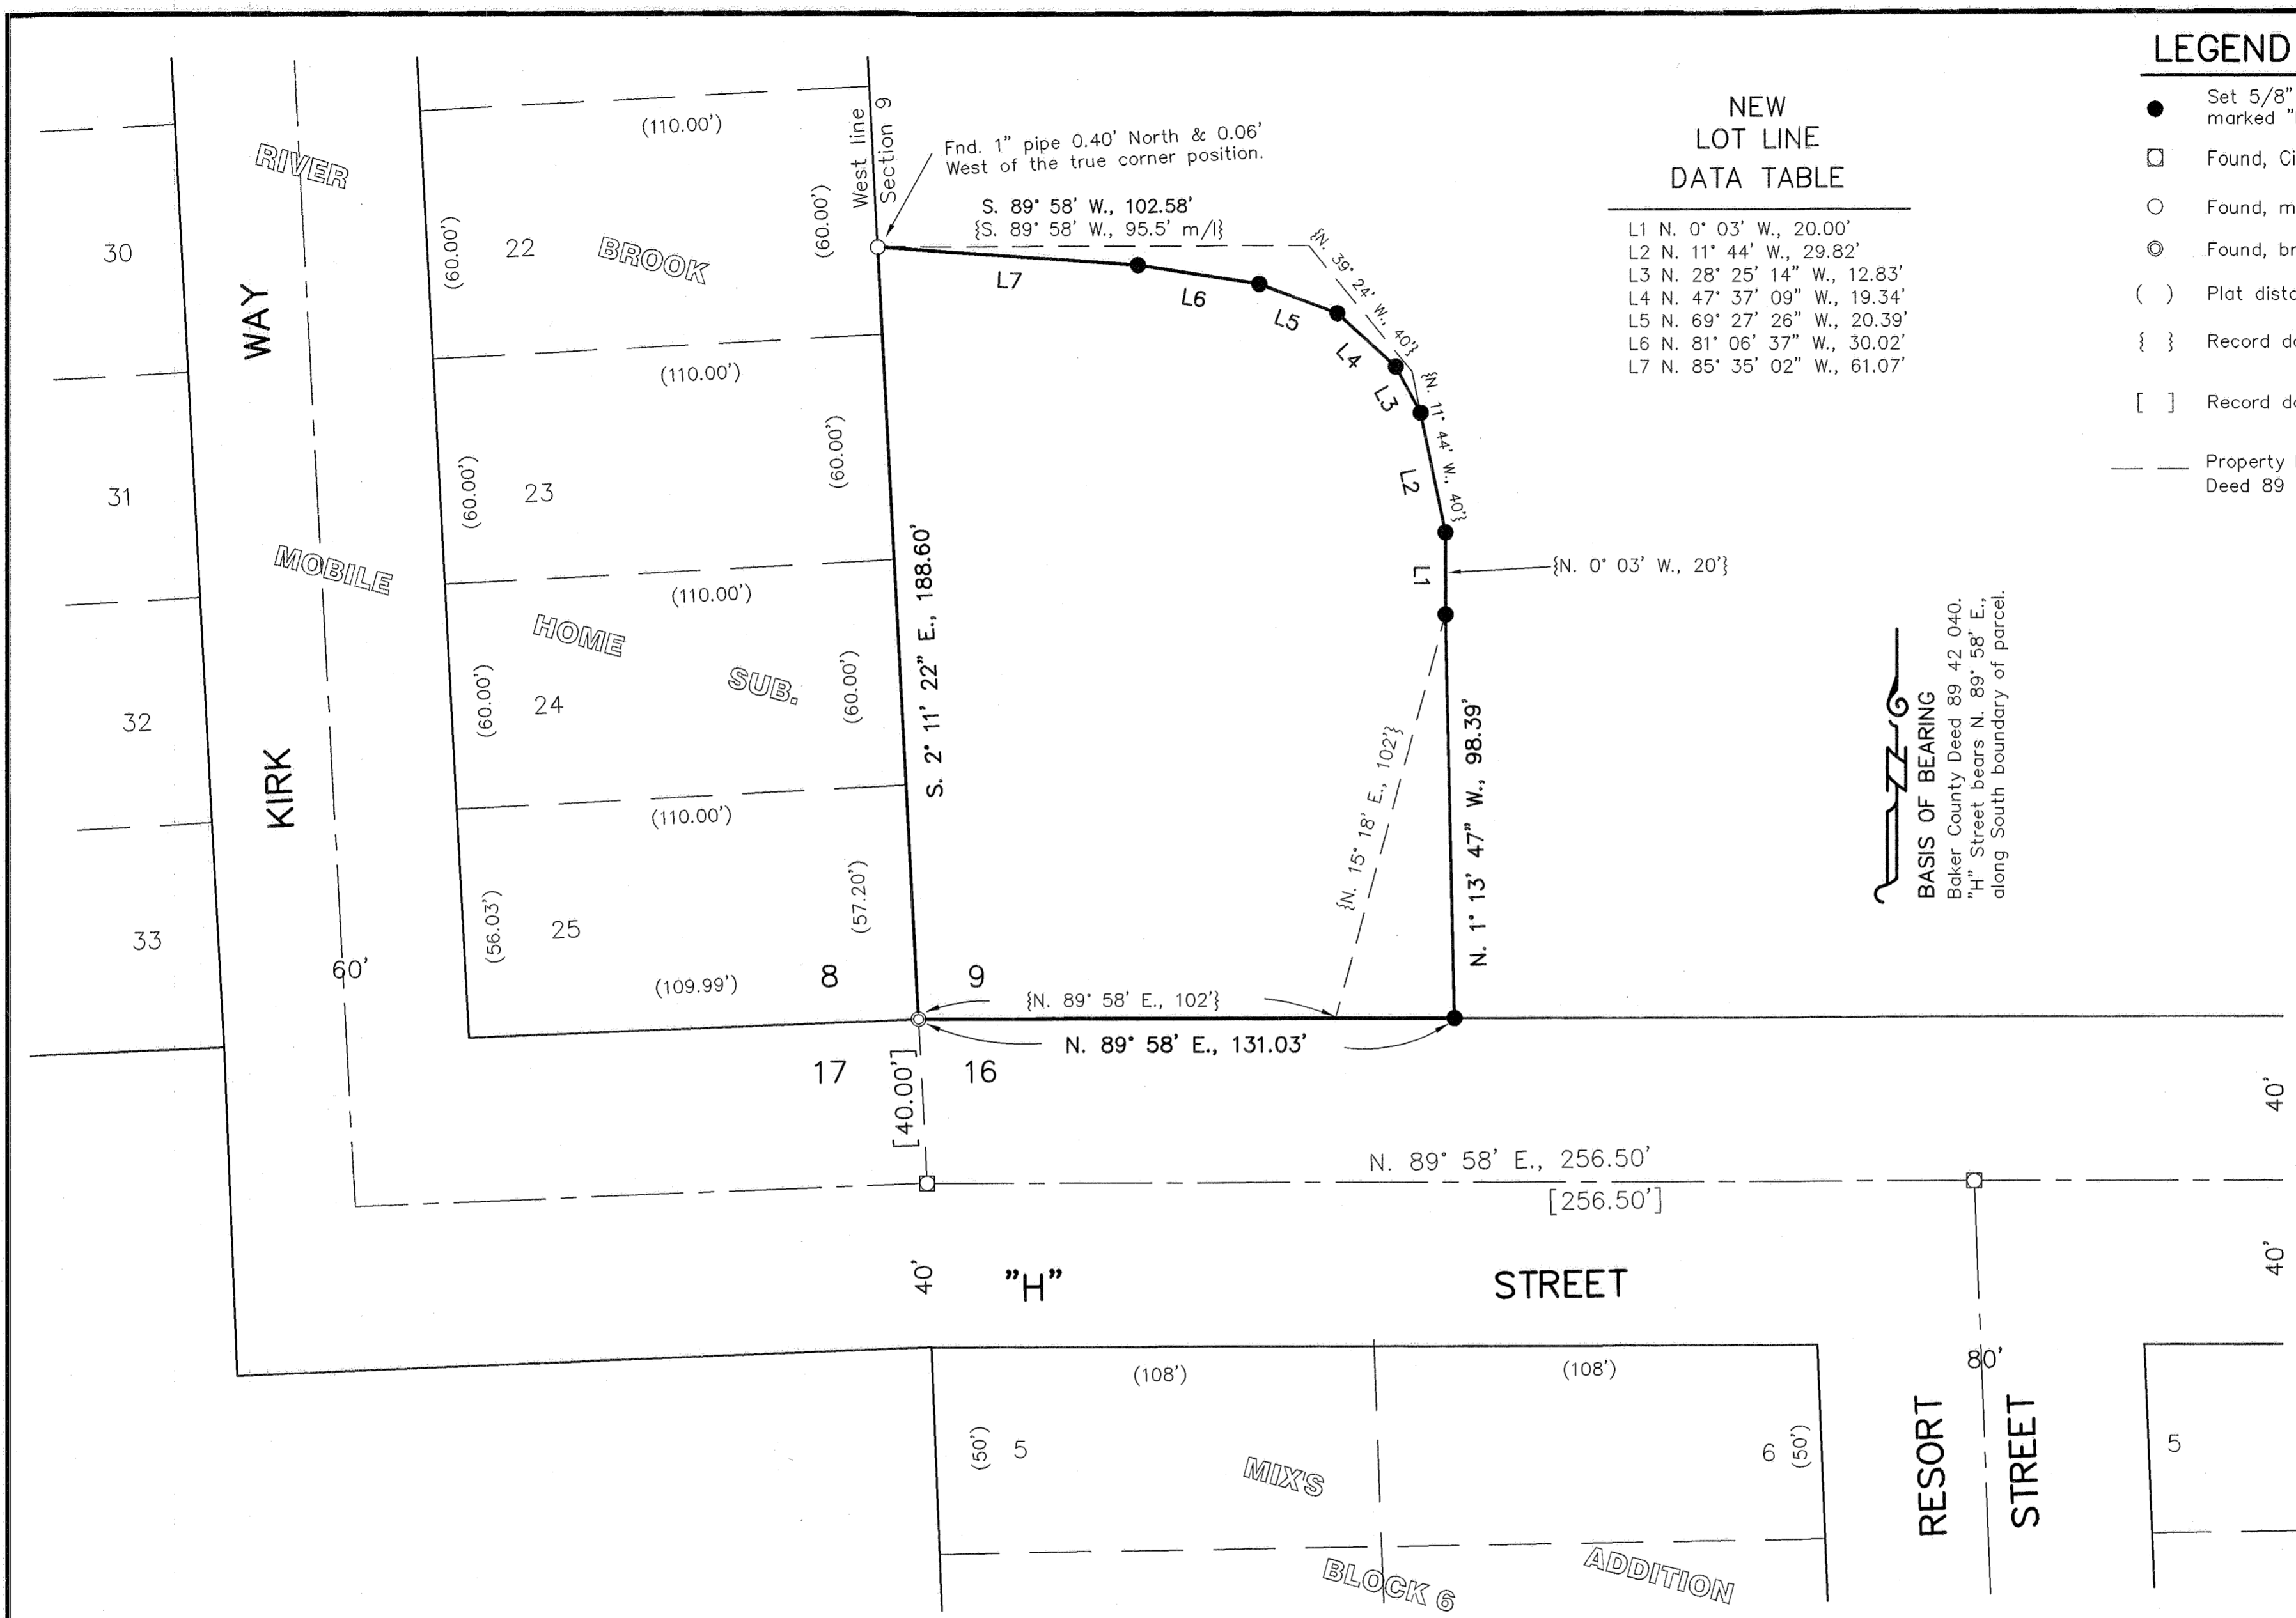 LEGEND
Set 5/8"
marked "
Found, Ci
Found, m
Found, br
( ) Plat dist
{ } Record d
[ ] Record d
Property
Deed 89
NEW
LOT LINE
DATA TABLE
L1 N. 0° 03' W., 20.00'
L2 N. 11° 44' W., 29.82'
L3 N. 28° 25' 14" W., 12.83'
L4 N. 47° 37' 09" W., 19.34'
L5 N. 69° 27' 26" W., 20.39'
L6 N. 81° 06' 37" W., 30.02'
L7 N. 85° 35' 02" W., 61.07'
West line
Section 9
Fnd. 1" pipe 0.40' North & 0.06'
West of the true corner position.
S. 89° 58' W., 102.58'
{S. 89° 58' W., 95.5' m/l}
{N. 39° 24' W., 40'}
{N. 11° 44' W., 40'}
{N. 0° 03' W., 20'}
{N. 15° 18' E., 102'}
N. 1° 13' 47" W., 98.39'
S. 2° 11' 22" E., 188.60'
L7
L6
L5
L4
L3
L2
L1
RIVER
BROOK
MOBILE
HOME
SUB.
KIRK
WAY
60'
30
31
32
33
(110.00')
22
(60.00')
(60.00')
(110.00')
23
(60.00')
(60.00')
(110.00')
24
(60.00')
(60.00')
(110.00')
25
(56.03')
(57.20')
(109.99')
8
9
17
16
{N. 89° 58' E., 102'}
N. 89° 58' E., 131.03'
[40.00']
N. 89° 58' E., 256.50'
[256.50']
40'
"H"
STREET
40'
40'
BASIS OF BEARING
Baker County Deed 89 42 040.
"H" Street bears N. 89° 58' E.,
along South boundary of parcel.
N
(108')
(108')
(50')
5
6
(50')
MIX'S
BLOCK 6
ADDITION
80'
RESORT
STREET
5